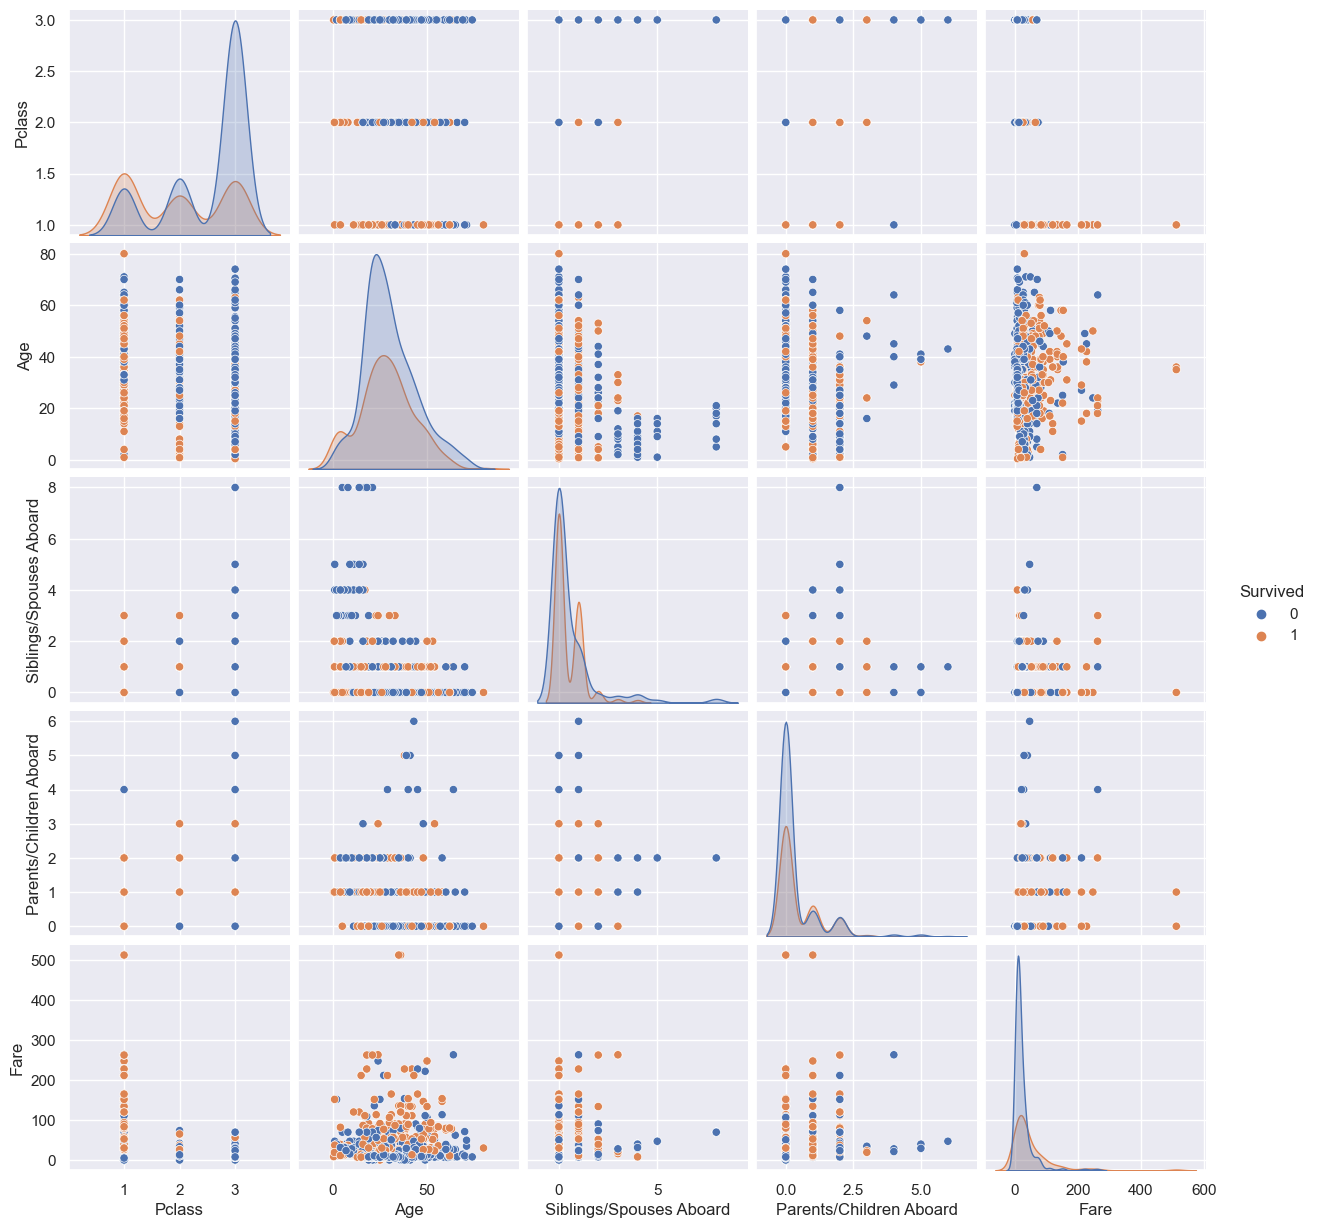 3.0
2.5
2.0
1.5
1.0
Pclass
80
60
40
20
0
Age
8
6
4
2
0
Siblings/Spouses Aboard
Survived
0
1
6
5
4
3
2
1
0
Parents/Children Aboard
500
400
300
200
100
0
Fare
1 2 3
Pclass
0 50
Age
0 5
Siblings/Spouses Aboard
0.0 2.5 5.0
Parents/Children Aboard
0 200 400 600
Fare